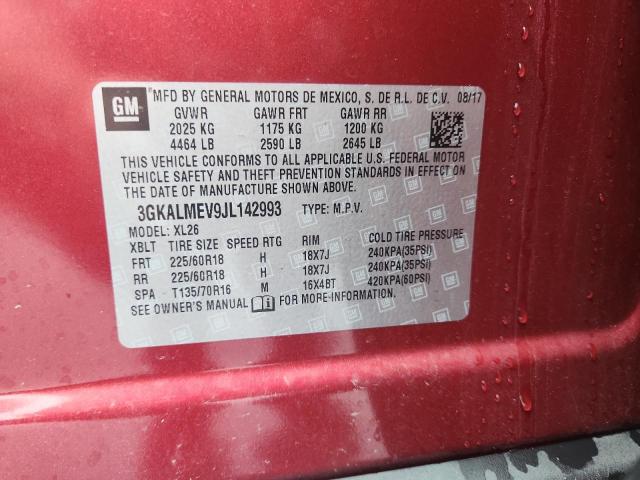 GM
MFD BY GENERAL MOTORS DE MEXICO, S. DE R.L. DE C.V. 08/17
GVWR GAWR FRT GAWR RR
2025 KG 1175 KG 1200 KG
4464 LB 2590 LB 2645 LB
THIS VEHICLE CONFORMS TO ALL APPLICABLE U.S. FEDERAL MOTOR
VEHICLE SAFETY AND THEFT PREVENTION STANDARDS IN EFFECT ON
THE DATE OF MANUFACTURE SHOWN ABOVE.
3GKALMEV9JL142993 TYPE: M.P.V.
MODEL: XL26
XBLT TIRE SIZE SPEED RTG RIM COLD TIRE PRESSURE
FRT 225/60R18 H 18X7J 240KPA(35PSI)
RR 225/60R18 H 18X7J 240KPA(35PSI)
SPA T135/70R16 M 16X4BT 420KPA(60PSI)
SEE OWNER'S MANUAL FOR MORE INFORMATION.